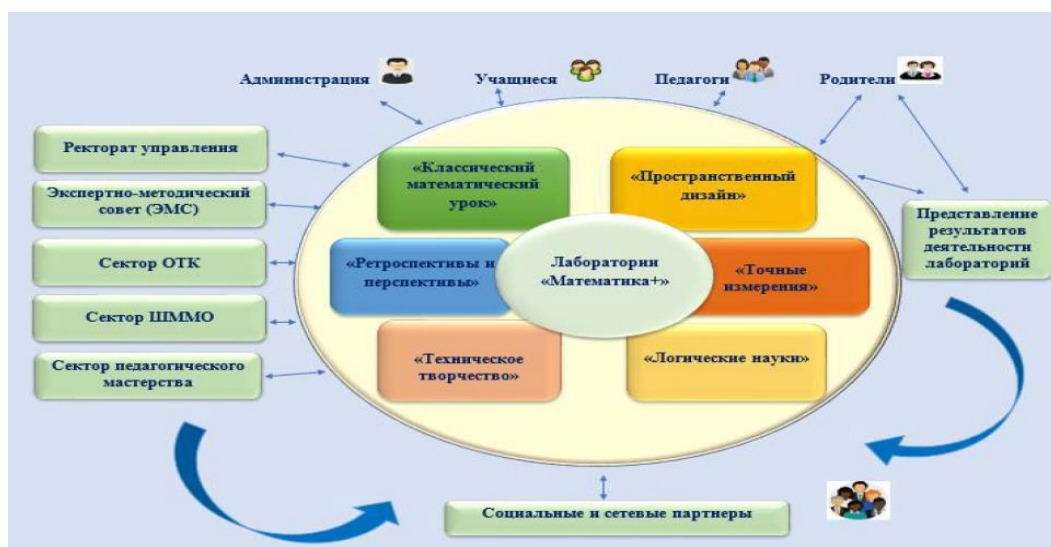 Администрация
Учащиеся
Педагоги
Родители
Ректорат управления
Экспертно-методический
совет (ЭМС)
Сектор ОТК
Сектор ШММО
Сектор педагогического
мастерства
«Классический
математический
урок»
«Пространственный
дизайн»
«Ретроспективы и
перспективы»
Лаборатории
«Математика+»
«Точные
измерения»
«Техническое
творчество»
«Логические науки»
Представление
результатов
деятельности
лабораторий
Социальные и сетевые партнеры